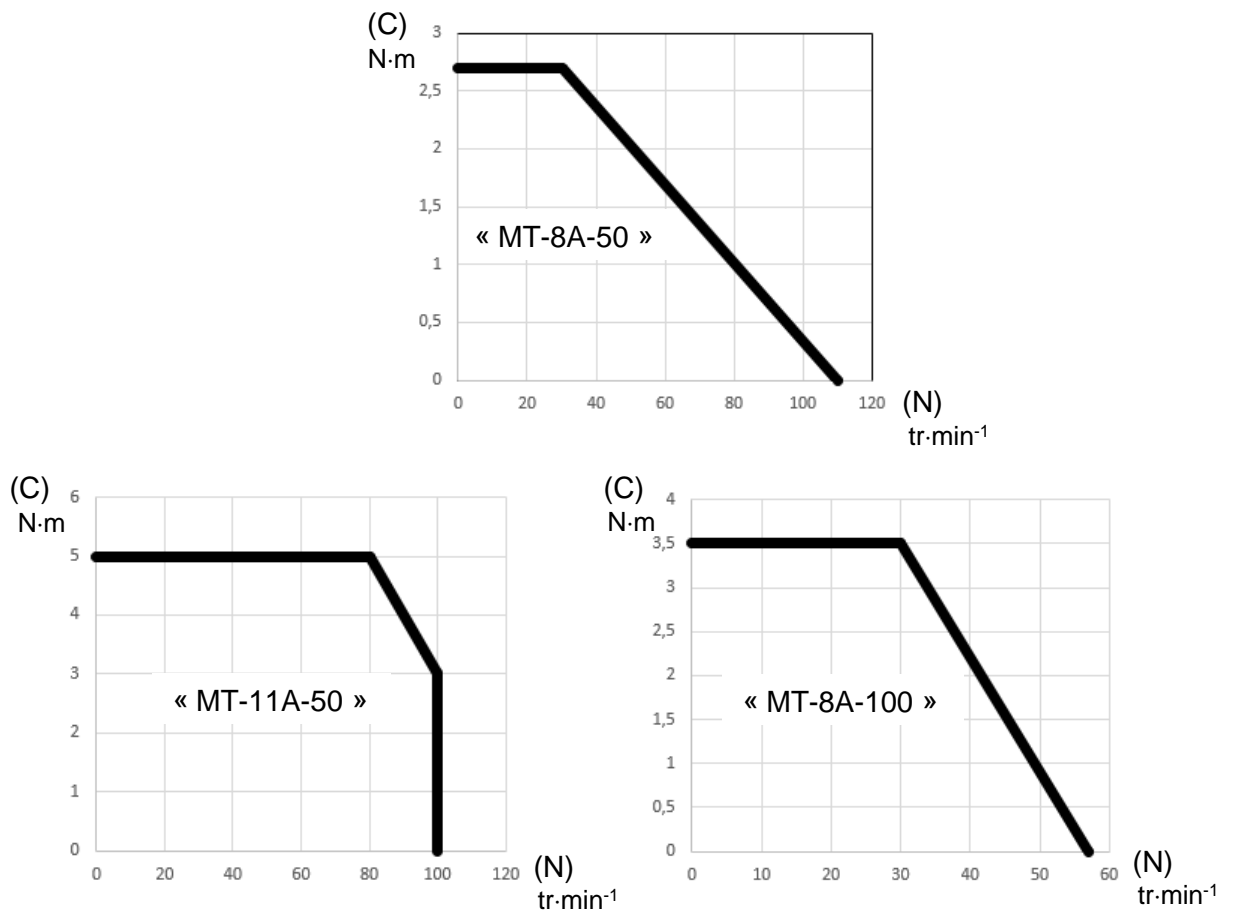 (C)
N·m
3
2,5
2
1,5
1
0,5
0
« MT-8A-50 »
0 20 40 60 80 100 120
(N)
tr·min-1
(C)
N·m
6
5
4
3
2
1
0
« MT-11A-50 »
0 20 40 60 80 100 120
(N)
tr·min-1
(C)
N·m
4
3,5
3
2,5
2
1,5
1
0,5
0
« MT-8A-100 »
0 10 20 30 40 50 60
(N)
tr·min-1